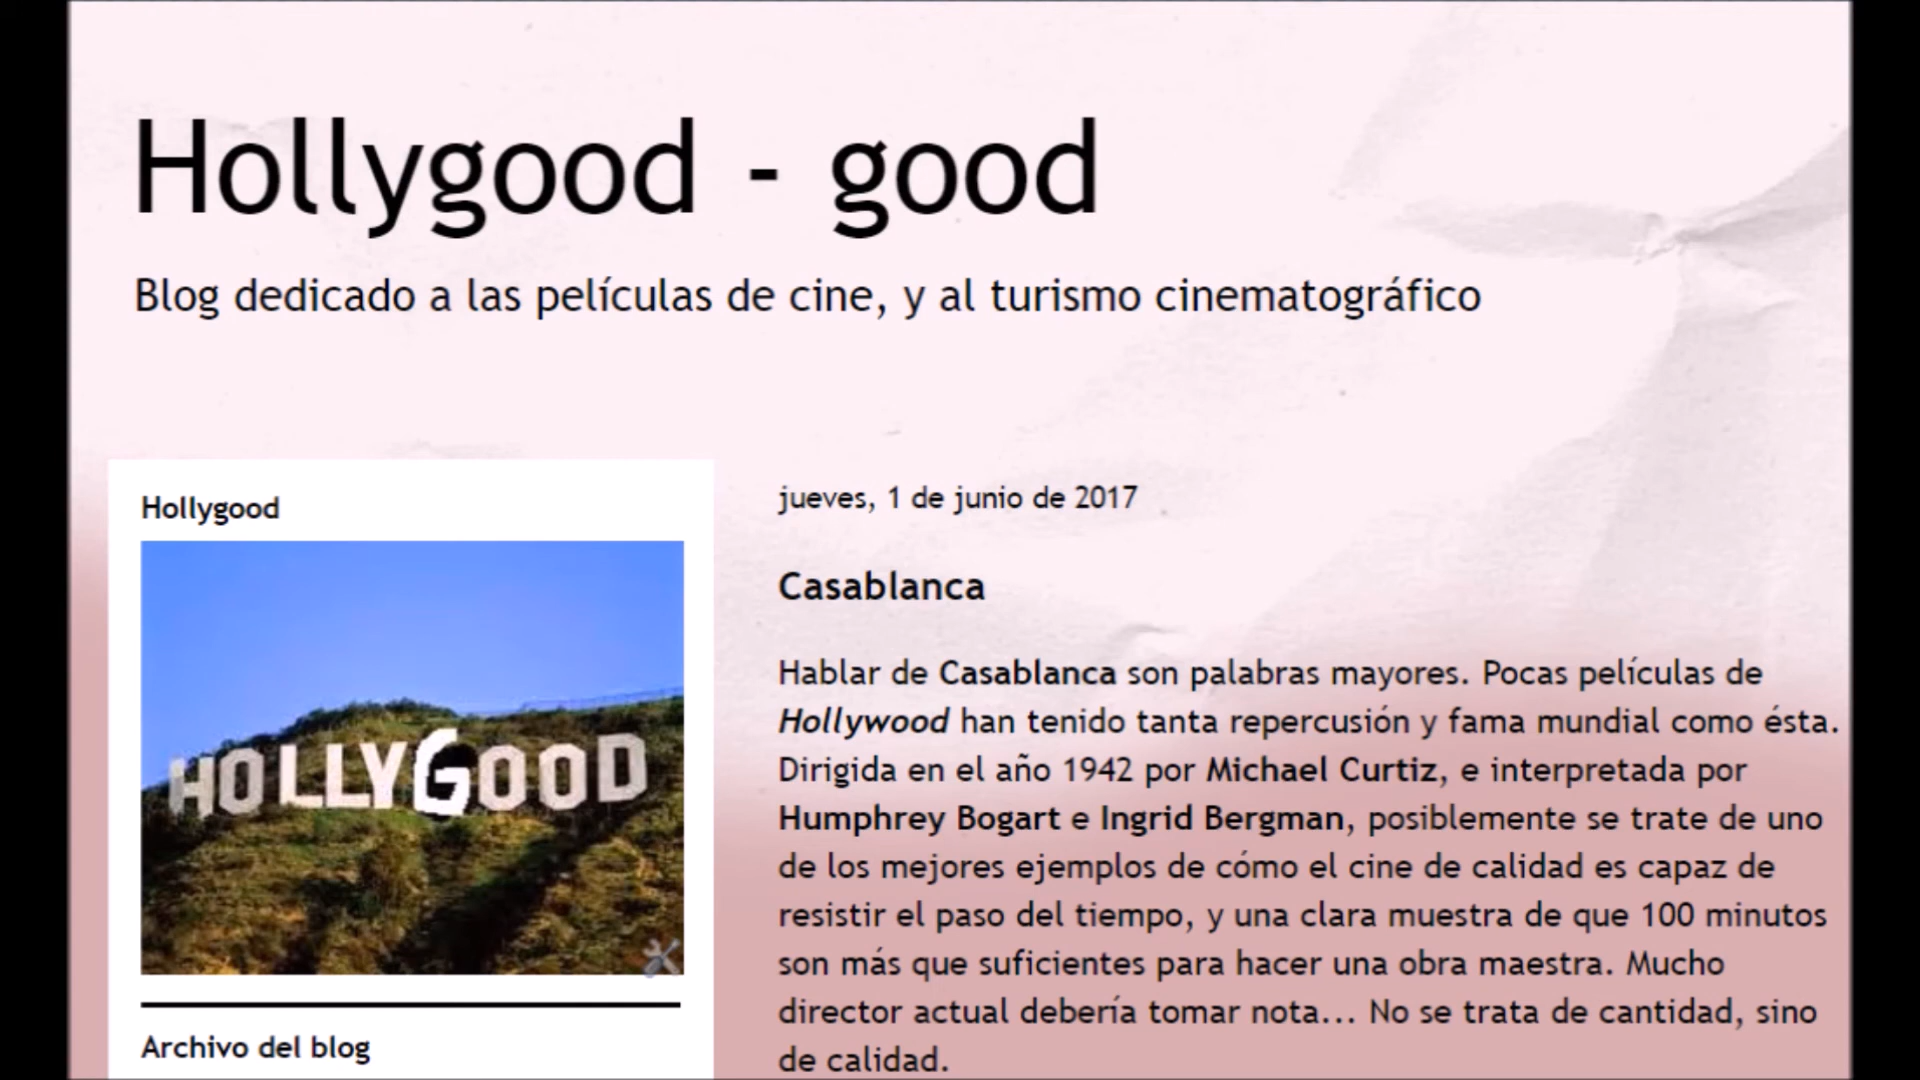 Hollygood - good
Blog dedicado a las películas de cine, y al turismo cinematográfico
Hollygood
HOLLYGOOD
Archivo del blog
jueves, 1 de junio de 2017
Casablanca
Hablar de Casablanca son palabras mayores. Pocas películas de
Hollywood han tenido tanta repercusión y fama mundial como ésta.
Dirigida en el año 1942 por Michael Curtiz, e interpretada por
Humphrey Bogart e Ingrid Bergman, posiblemente se trate de uno
de los mejores ejemplos de cómo el cine de calidad es capaz de
resistir el paso del tiempo, y una clara muestra de que 100 minutos
son más que suficientes para hacer una obra maestra. Mucho
director actual debería tomar nota... No se trata de cantidad, sino
de calidad.